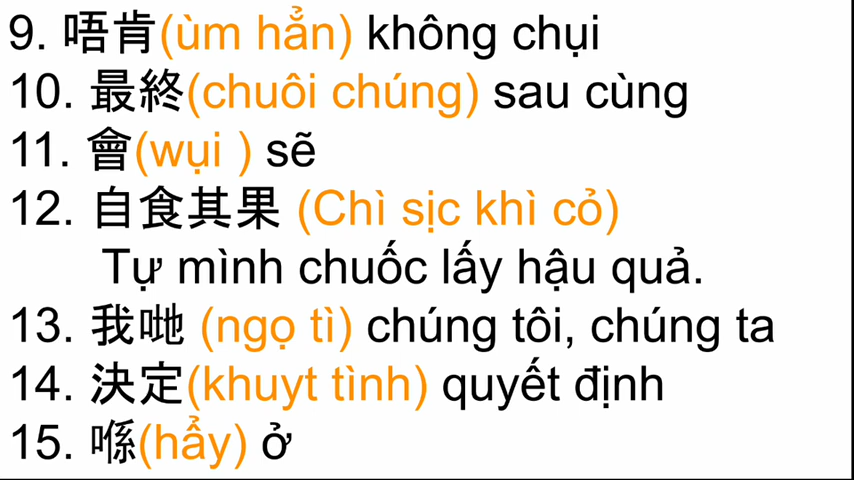 9. 唔肯(ùm hẳn) không chụi
10. 最終(chuôi chúng) sau cùng
11. 會(wụi ) sẽ
12. 自食其果 (Chì sịc khì cỏ)
Tự mình chuốc lấy hậu quả.
13. 我哋 (ngọ tì) chúng tôi, chúng ta
14. 決定(khuyt tình) quyết định
15. 喺(hẩy) ở